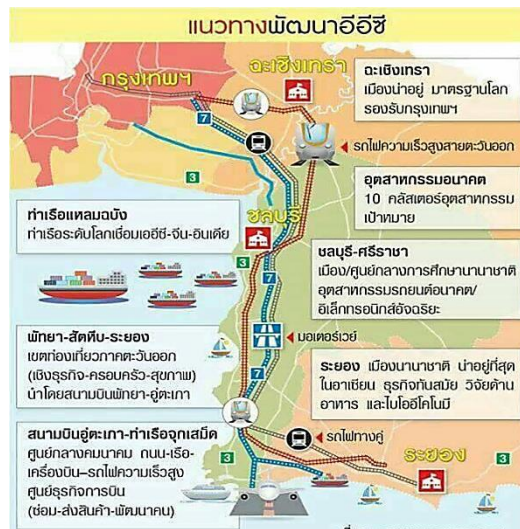 แนวทางพัฒนาอีอีซี
กรุงเทพฯ
ฉะเชิงเทรา
ฉะเชิงเทรา
เมืองน่าอยู่ มาตรฐานโลก
รองรับกรุงเทพฯ
7
รถไฟความเร็วสูงสายตะวันออก
3
3
อุตสาหกรรมอนาคต
10 คลัสเตอร์อุตสาหกรรม
เป้าหมาย
ท่าเรือแหลมฉบัง
ท่าเรือระดับโลกเชื่อมเออีซี-จีน-อินเดีย
ชลบุรี
3
ชลบุรี-ศรีราชา
เมือง/ศูนย์กลางการศึกษานานาชาติ
อุตสาหกรรมรถยนต์อนาคต/
อิเล็กทรอนิกส์อัจฉริยะ
7
มอเตอร์เวย์
พัทยา-สัตหีบ-ระยอง
เขตท่องเที่ยวภาคตะวันออก
(เชิงธุรกิจ-ครอบครัว-สุขภาพ)
นำโดยสนามบินพัทยา-อู่ตะเภา
7
ระยอง เมืองนานาชาติ น่าอยู่ที่สุด
ในอาเซียน ธุรกิจทันสมัย วิจัยด้าน
อาหาร และไบโออีโคโนมี
สนามบินอู่ตะเภา-ท่าเรือจุกเสม็ด
ศูนย์กลางคมนาคม ถนน-เรือ-
เครื่องบิน-รถไฟความเร็วสูง
ศูนย์ธุรกิจการบิน
(ซ่อม-ส่งสินค้า-พัฒนาคน)
3
รถไฟทางคู่
ระยอง
3